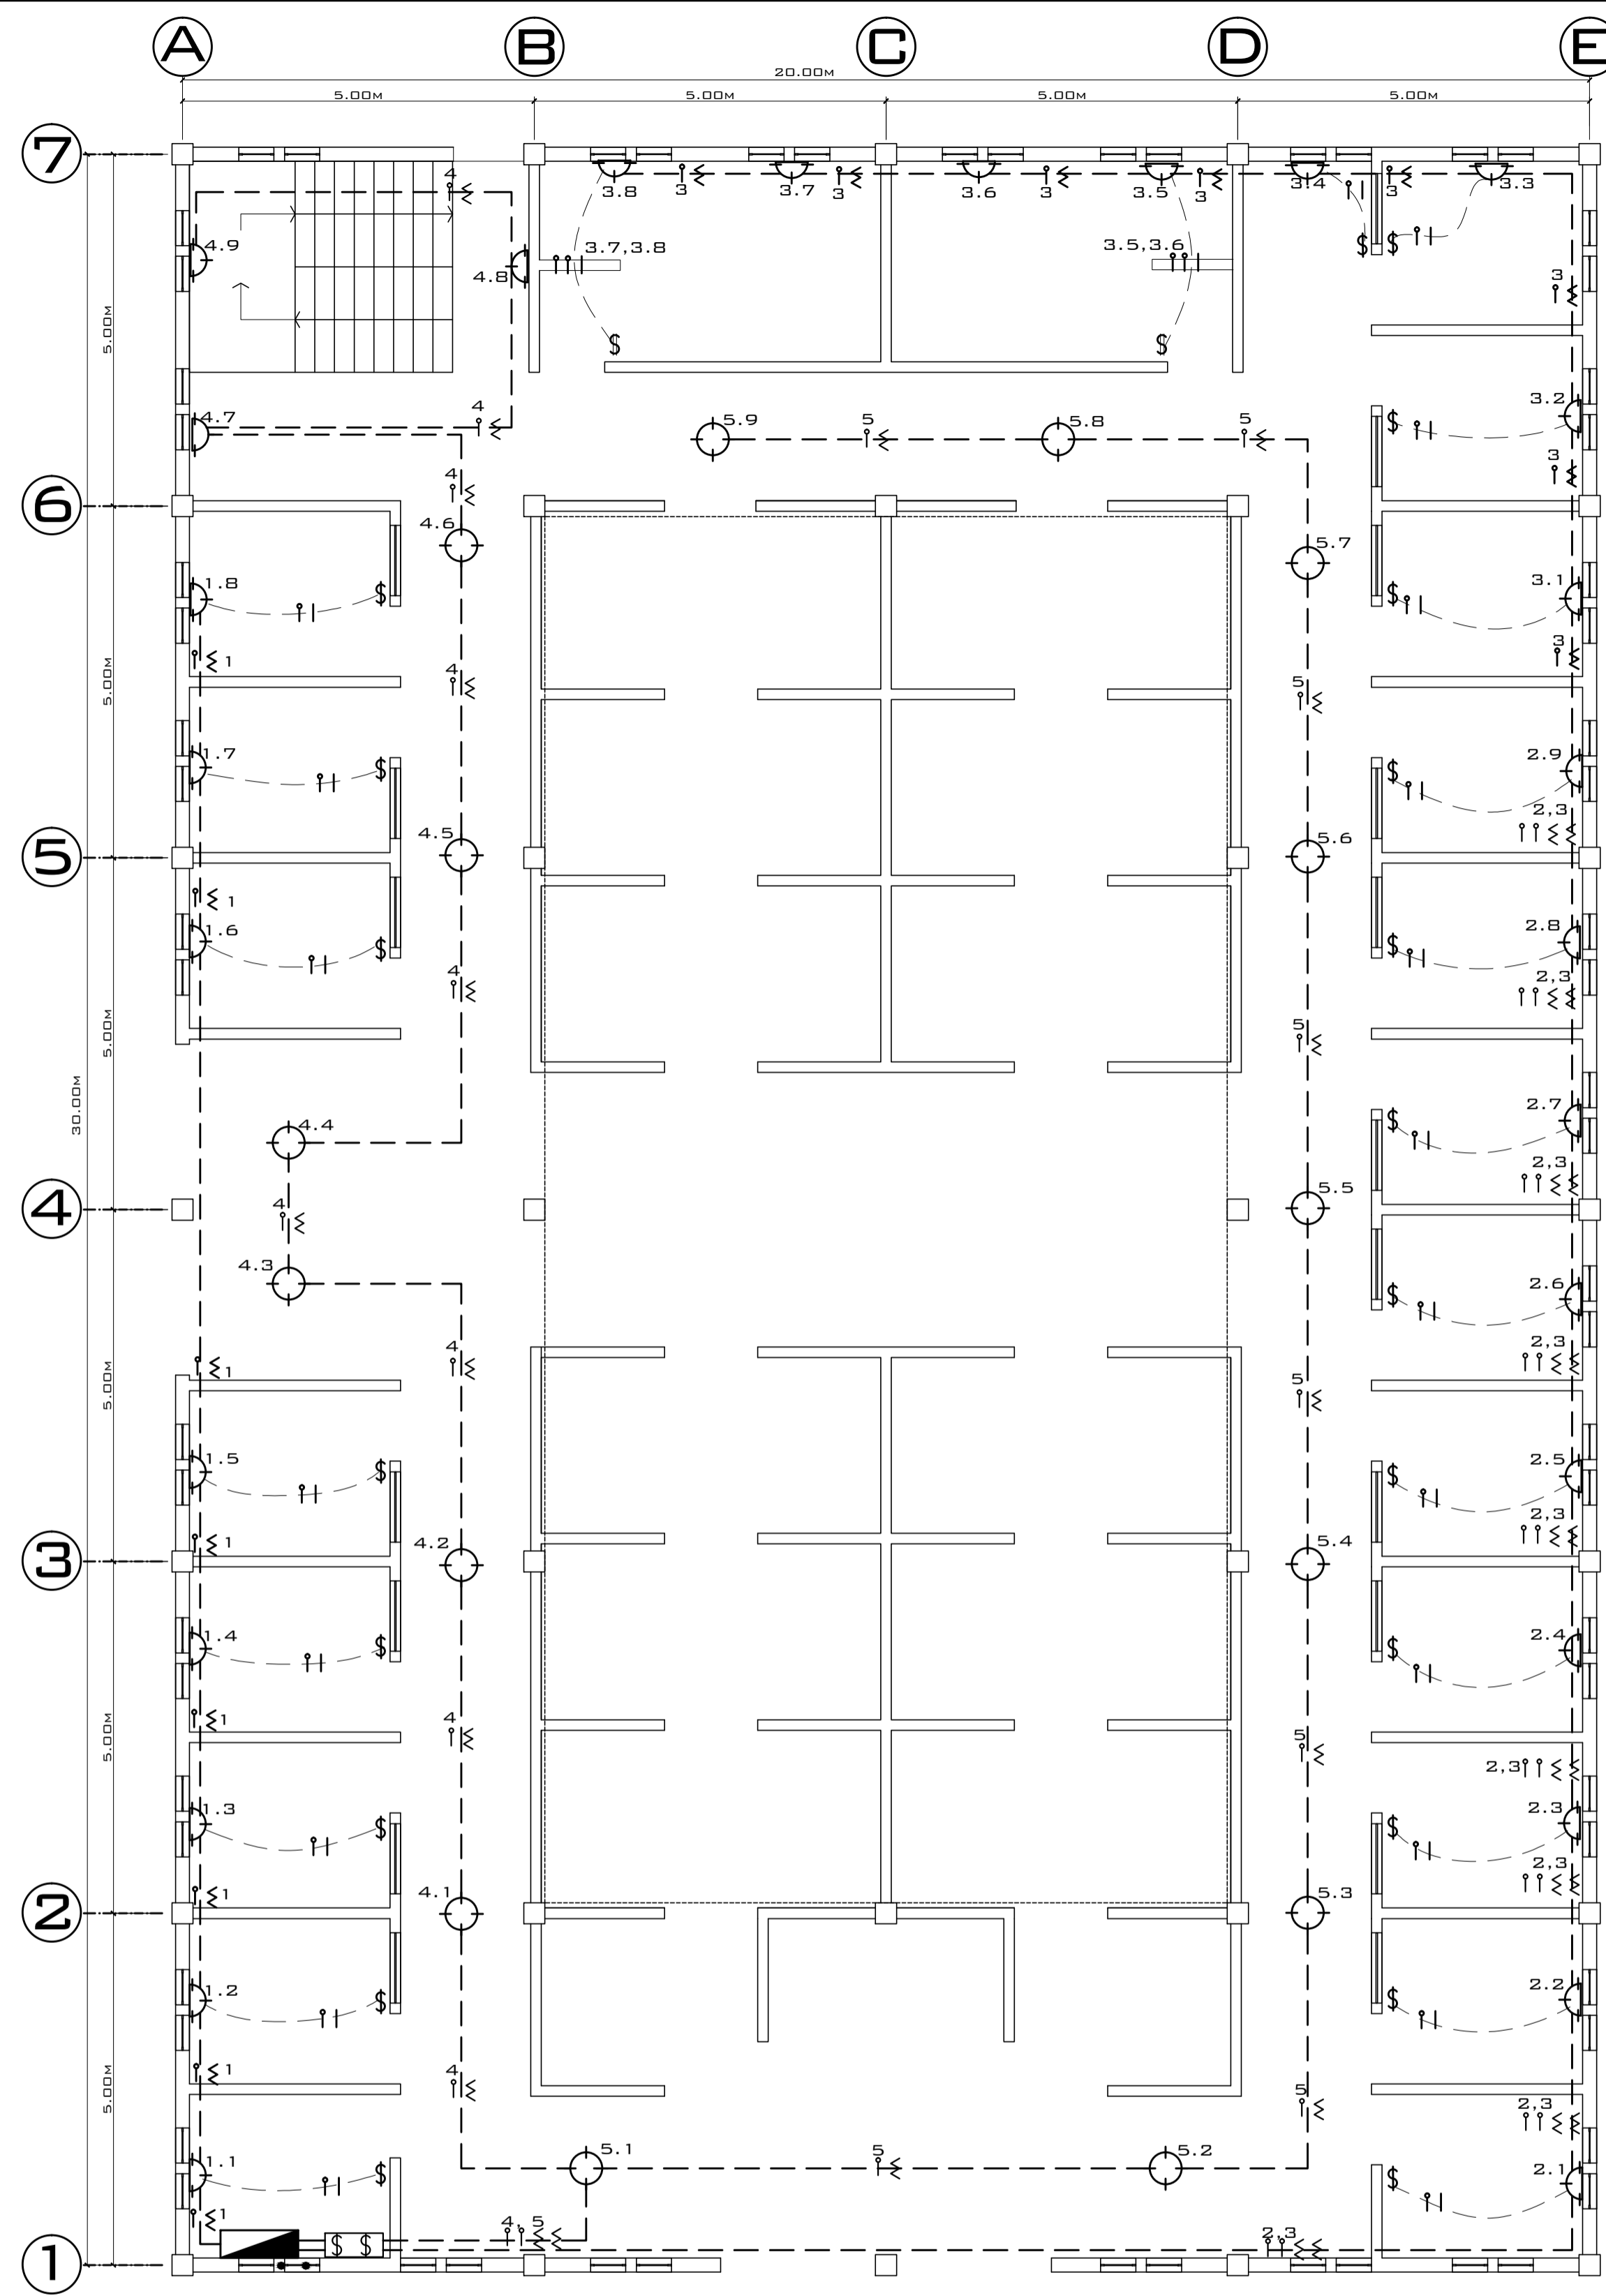 A B C D E
20.00M
5.00M 5.00M 5.00M 5.00M
7
4 3.8 3 3.7 3 3.6 3 3.5 3 3.4 3 3.3
4.9 4.8 3.7,3.8 3.5,3.6 $ $
3
5.00M
$ $
4.7 4 5.9 5 5.8 5 3.2
$
4 3
6
4.6 5.7
1.8 $ $ 3.1
1 3
5.00M 4 5
1.7 $ $ 2.9
2,3
5 4.5 5.6
1
1.6 $ $ 2.8
4 2,3
5.00M 5
30.00M
4.4 $ 2.7
2,3
4 4 5.5
4.3 $ 2.6
4 2,3
1
5.00M 5
1.5 $ $ 2.5
2,3
3 1 4.2 5.4
1.4 $ $ 2.4
1 4 5
5.00M 2,3
1.3 $ $ 2.3
2,3
2 1 4.1 5.3
1.2 $ $ 2.2
1 4 5 2,3
5.00M
1.1 $ 5.1 5 5.2 $ 2.1
1
$ $ 4,5 2,3
1